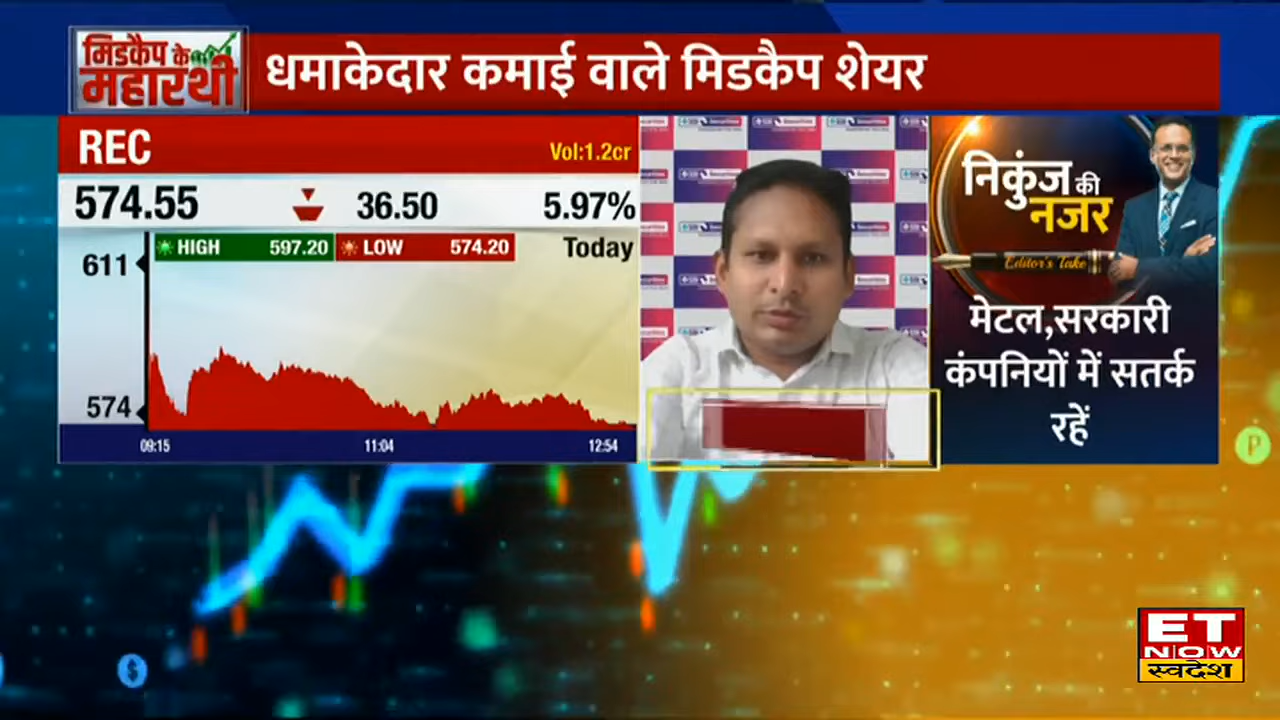 मिडकैप के
महारथी
धमाकेदार कमाई वाले मिडकैप शेयर
REC
Vol:1.2cr
574.55 36.50 5.97%
HIGH 597.20 LOW 574.20 Today
611
574
09:15 11:04 12:54
निकुंज की
नजर
Editor's Take
मेटल,सरकारी
कंपनियों में सतर्क
रहें
ET
NOW
स्वदेश